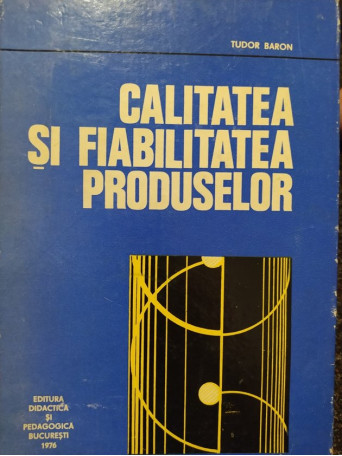 TUDOR BARON
CALITATEA
ȘI FIABILITATEA
PRODUSELOR
EDITURA
DIDACTICĂ
ȘI
PEDAGOGICĂ
BUCUREȘTI
1976